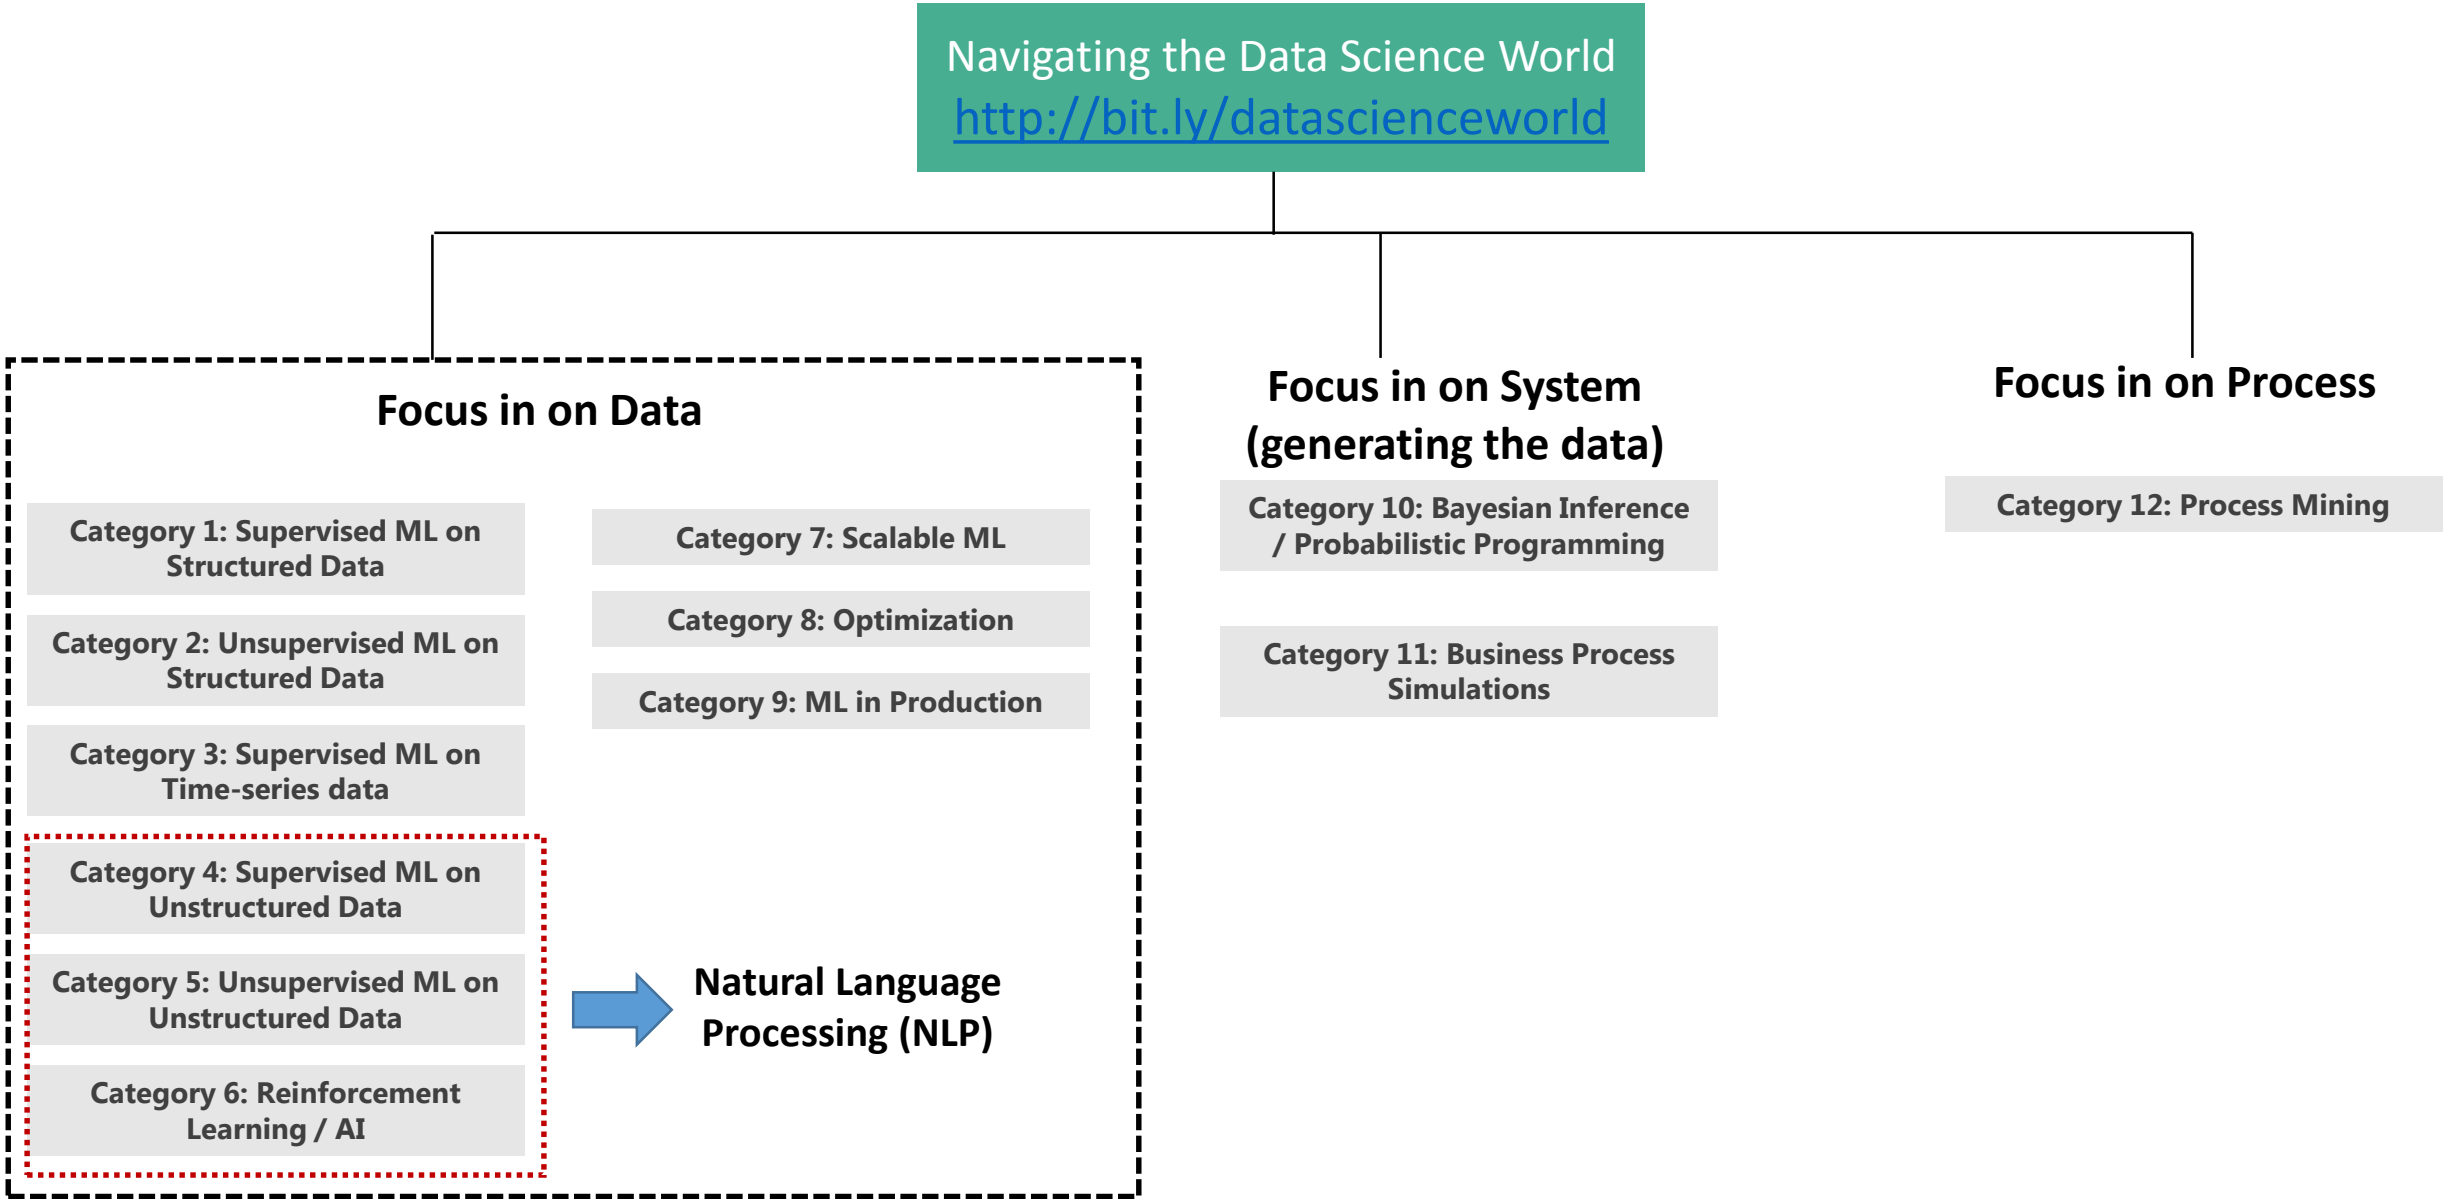 Navigating the Data Science World
http://bit.ly/datascienceworld
Focus in on Data
Category 1: Supervised ML on
Structured Data
Category 2: Unsupervised ML on
Structured Data
Category 3: Supervised ML on
Time-series data
Category 4: Supervised ML on
Unstructured Data
Category 5: Unsupervised ML on
Unstructured Data
Category 6: Reinforcement
Learning / AI
Category 7: Scalable ML
Category 8: Optimization
Category 9: ML in Production
Natural Language
Processing (NLP)
Focus in on System
(generating the data)
Category 10: Bayesian Inference
/ Probabilistic Programming
Category 11: Business Process
Simulations
Focus in on Process
Category 12: Process Mining